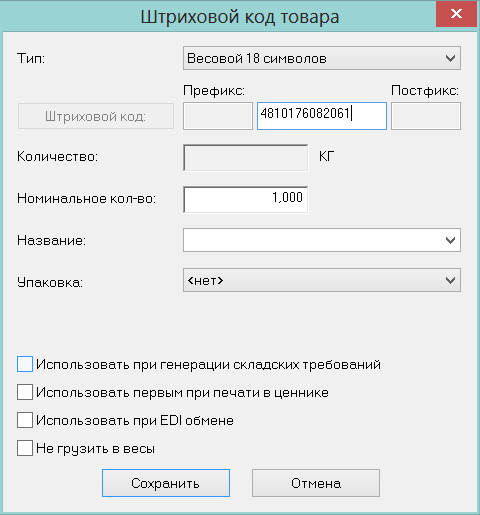 Штриховой код товара
Тип: Весовой 18 символов
Префикс: Постфикс:
Штриховой код: 4810176082061
Количество: КГ
Номинальное кол-во: 1,000
Название:
Упаковка: <нет>
Использовать при генерации складских требований
Использовать первым при печати в ценнике
Использовать при EDI обмене
Не грузить в весы
Сохранить Отмена